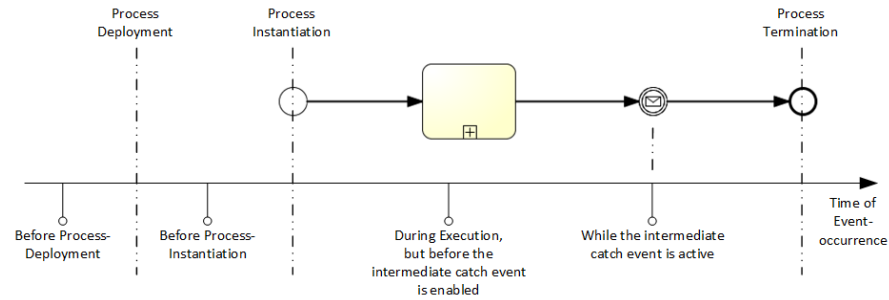 Process
Deployment
Process
Instantiation
Process
Termination
Before Process-
Deployment
Before Process-
Instantiation
During Execution,
but before the
intermediate catch event
is enabled
While the intermediate
catch event is active
Time of
Event-
occurrence